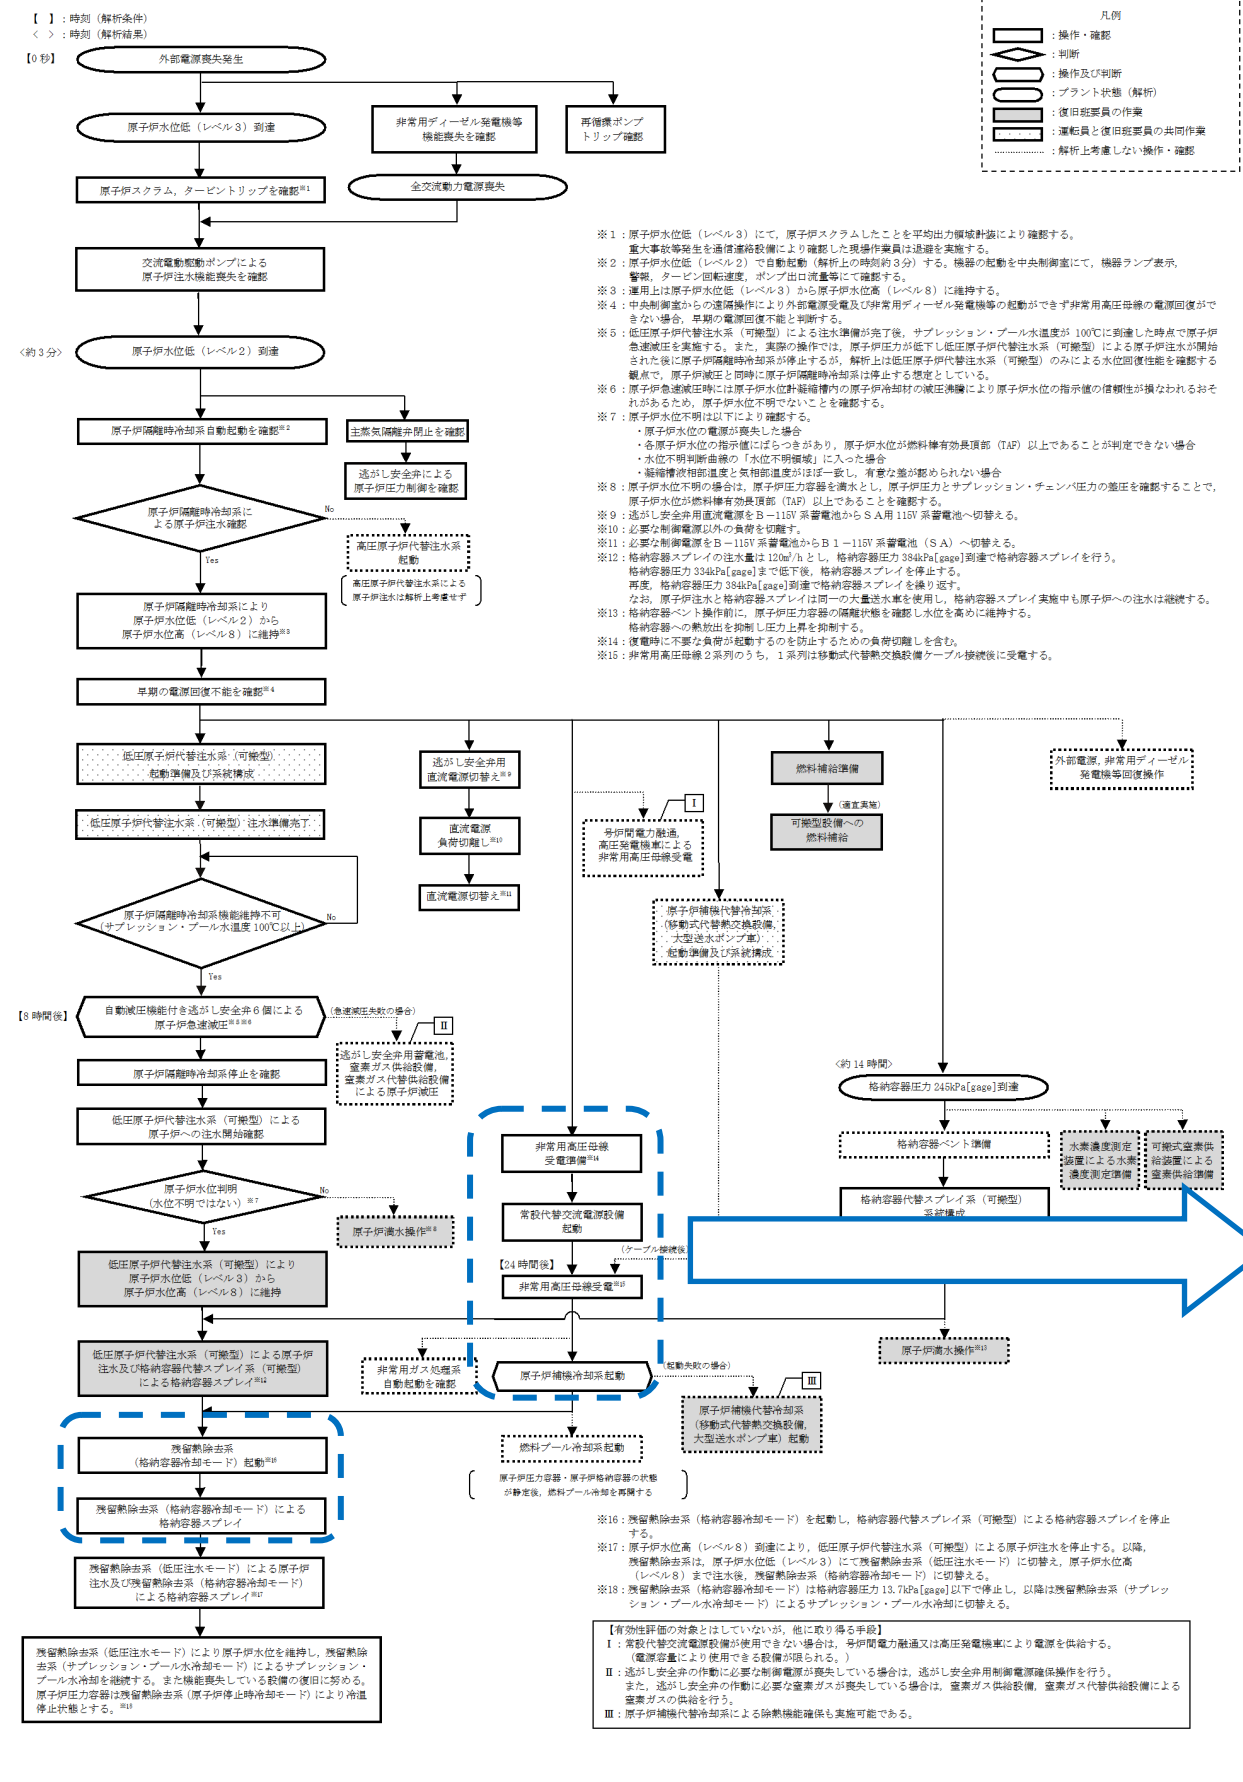 【　】：時刻（解析条件）
＜　＞：時刻（解析結果）
凡例
：操作・確認
：判断
：操作及び判断
：プラント状態（解析）
：復旧班要員の作業
：運転員と復旧班要員の共同作業
：解析上考慮しない操作・確認
【0秒】
外部電源喪失発生
原子炉水位低（レベル３）到達
非常用ディーゼル発電機等
機能喪失を確認
再循環ポンプ
トリップ確認
原子炉スクラム，タービントリップを確認※1
全交流動力電源喪失
交流電動駆動ポンプによる
原子炉注水機能喪失を確認
＜約３分＞
原子炉水位低（レベル２）到達
原子炉隔離時冷却系自動起動を確認※2
主蒸気隔離弁閉止を確認
逃がし安全弁による
原子炉圧力制御を確認
原子炉隔離時冷却系に
よる原子炉注水確認
No
Yes
高圧原子炉代替注水系
起動
高圧原子炉代替注水系による
原子炉注水は解析上考慮せず
原子炉隔離時冷却系により
原子炉水位低（レベル２）から
原子炉水位高（レベル８）に維持※3
早期の電源回復不能を確認※4
※１：原子炉水位低（レベル３）にて，原子炉スクラムしたことを平均出力領域計装により確認する。
重大事故等発生を通信連絡設備により確認した現場作業員は退避を実施する。
※２：原子炉水位低（レベル２）で自動起動（解析上の時刻約３分）する。機器の起動を中央制御室にて，機器ランプ表示，
警報，タービン回転速度，ポンプ出口流量等にて確認する。
※３：運用上は原子炉水位低（レベル３）から原子炉水位高（レベル８）に維持する。
※４：中央制御室からの遠隔操作により外部電源受電及び非常用ディーゼル発電機等の起動ができず非常用高圧母線の電源回復がで
きない場合，早期の電源回復不能と判断する。
※５：低圧原子炉代替注水系（可搬型）による注水準備が完了後，サプレッション・プール水温度が 100℃に到達した時点で原子炉
急速減圧を実施する。また，実際の操作では，原子炉圧力が低下し低圧原子炉代替注水系（可搬型）による原子炉注水が開始
された後に原子炉隔離時冷却系が停止するが，解析上は低圧原子炉代替注水系（可搬型）のみによる水位回復性能を確認する
観点で，原子炉減圧と同時に原子炉隔離時冷却系は停止する想定としている。
※６：原子炉急速減圧時には原子炉水位計凝縮槽内の原子炉冷却材の減圧沸騰により原子炉水位の指示値の信頼性が損なわれるおそ
れがあるため，原子炉水位不明でないことを確認する。
※７：原子炉水位不明は以下により確認する。
・原子炉水位の電源が喪失した場合
・各原子炉水位の指示値にばらつきがあり，原子炉水位が燃料棒有効長頂部（TAF）以上であることが判定できない場合
・水位不明判断曲線の「水位不明領域」に入った場合
・凝縮槽液相部温度と気相部温度がほぼ一致し，有意な差が認められない場合
※８：原子炉水位不明の場合は，原子炉圧力容器を満水とし，原子炉圧力とサプレッション・チェンバ圧力の差圧を確認することで，
原子炉水位が燃料棒有効長頂部（TAF）以上であることを確認する。
※９：逃がし安全弁用直流電源をＢ－115V 系蓄電池からＳＡ用 115V 系蓄電池へ切替える。
※10：必要な制御電源以外の負荷を切離す。
※11：必要な制御電源をＢ－115V 系蓄電池からＢ１－115V 系蓄電池（ＳＡ）へ切替える。
※12：格納容器スプレイの注水量は 120m³/h とし，格納容器圧力 384kPa[gage]到達で格納容器スプレイを行う。
格納容器圧力 334kPa[gage]まで低下後，格納容器スプレイを停止する。
再度，格納容器圧力 384kPa[gage]到達で格納容器スプレイを繰り返す。
なお，原子炉注水と格納容器スプレイは同一の大量送水車を使用し，格納容器スプレイ実施中も原子炉への注水は継続する。
※13：格納容器ベント操作前に，原子炉圧力容器の隔離状態を確認し水位を高めに維持する。
格納容器への熱放出を抑制し圧力上昇を抑制する。
※14：復電時に不要な負荷が起動するのを防止するための負荷切離しを含む。
※15：非常用高圧母線２系列のうち，１系列は移動式代替熱交換設備ケーブル接続後に受電する。
低圧原子炉代替注水系（可搬型）
起動準備及び系統構成
逃がし安全弁用
直流電源切替え※9
燃料補給準備
外部電源，非常用ディーゼル
発電機等回復操作
Ⅰ
（適宜実施）
低圧原子炉代替注水系（可搬型）注水準備完了
直流電源
負荷切離し※10
号炉間電力融通，
高圧発電機車による
非常用高圧母線受電
可搬型設備への
燃料補給
直流電源切替え※11
原子炉隔離時冷却系機能維持不可
（サプレッション・プール水温度 100℃以上）
No
Yes
原子炉補機代替冷却系
（移動式代替熱交換設備，
大型送水ポンプ車）
起動準備及び系統構成
【8 時間後】
自動減圧機能付き逃がし安全弁６個による
原子炉急速減圧※5※6
（急速減圧失敗の場合）
Ⅱ
逃がし安全弁用蓄電池，
窒素ガス供給設備，
窒素ガス代替供給設備
による原子炉減圧
原子炉隔離時冷却系停止を確認
＜約 14 時間＞
格納容器圧力 245kPa[gage]到達
低圧原子炉代替注水系（可搬型）による
原子炉への注水開始確認
非常用高圧母線
受電準備※14
格納容器ベント準備
水素濃度測定
装置による水素
濃度測定準備
可搬式窒素供
給装置による
窒素供給準備
原子炉水位判明
（水位不明ではない）※7
No
Yes
原子炉満水操作※8
常設代替交流電源設備
起動
格納容器代替スプレイ系（可搬型）
系統構成
（ケーブル接続後）
【24 時間後】
非常用高圧母線受電※15
低圧原子炉代替注水系（可搬型）により
原子炉水位低（レベル３）から
原子炉水位高（レベル８）に維持
低圧原子炉代替注水系（可搬型）による原子炉
注水及び格納容器代替スプレイ系（可搬型）
による格納容器スプレイ※12
非常用ガス処理系
自動起動を確認
原子炉補機冷却系起動
（起動失敗の場合）
原子炉満水操作※13
Ⅲ
原子炉補機代替冷却系
（移動式代替熱交換設備，
大型送水ポンプ車）起動
残留熱除去系
（格納容器冷却モード）起動※16
燃料プール冷却系起動
原子炉圧力容器・原子炉格納容器の状態
が静定後，燃料プール冷却を再開する
残留熱除去系（格納容器冷却モード）による
格納容器スプレイ
残留熱除去系（低圧注水モード）による原子炉
注水及び残留熱除去系（格納容器冷却モード）
による格納容器スプレイ※17
残留熱除去系（低圧注水モード）により原子炉水位を維持し，残留熱除
去系（サプレッション・プール水冷却モード）によるサプレッション・
プール水冷却を継続する。また機能喪失している設備の復旧に努める。
原子炉圧力容器は残留熱除去系（原子炉停止時冷却モード）により冷温
停止状態とする。※18
※16：残留熱除去系（格納容器冷却モード）を起動し，格納容器代替スプレイ系（可搬型）による格納容器スプレイを停止
する。
※17：原子炉水位高（レベル８）到達により，低圧原子炉代替注水系（可搬型）による原子炉注水を停止する。以降，
残留熱除去系は，原子炉水位低（レベル３）にて残留熱除去系（低圧注水モード）に切替え，原子炉水位高
（レベル８）まで注水後，残留熱除去系（格納容器冷却モード）に切替える。
※18：残留熱除去系（格納容器冷却モード）は格納容器圧力 13.7kPa[gage]以下で停止し，以降は残留熱除去系（サプレッ
ション・プール水冷却モード）によるサプレッション・プール水冷却に切替える。
【有効性評価の対象とはしていないが，他に取り得る手段】
Ⅰ：常設代替交流電源設備が使用できない場合は，号炉間電力融通又は高圧発電機車により電源を供給する。
（電源容量により使用できる設備が限られる。）
Ⅱ：逃がし安全弁の作動に必要な制御電源が喪失している場合は，逃がし安全弁用制御電源確保操作を行う。
また，逃がし安全弁の作動に必要な窒素ガスが喪失している場合は，窒素ガス供給設備，窒素ガス代替供給設備による
窒素ガスの供給を行う。
Ⅲ：原子炉補機代替冷却系による除熱機能確保も実施可能である。